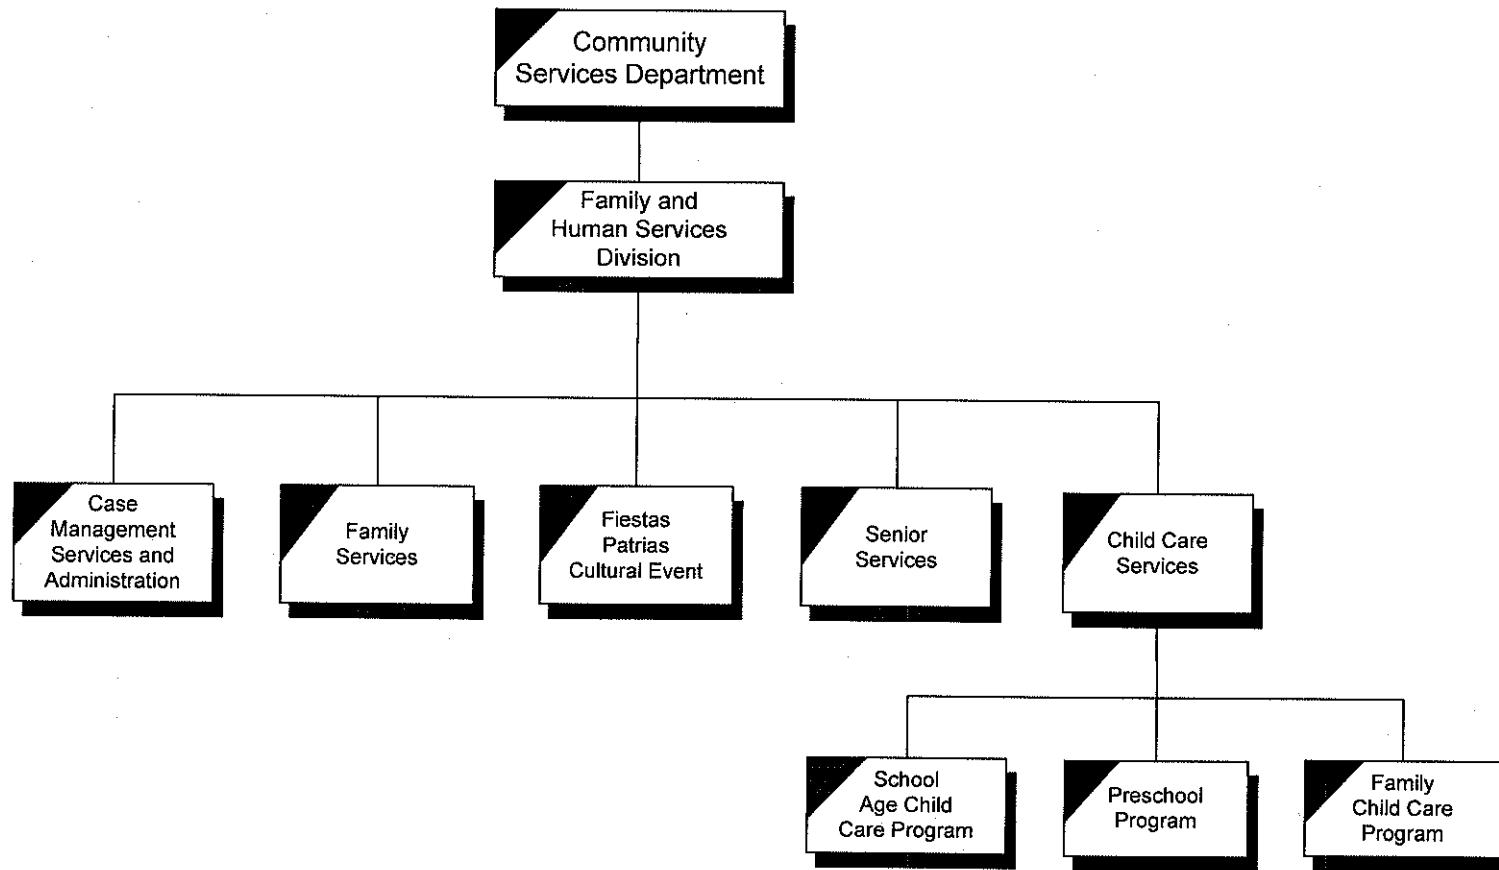 Community
Services Department
Family and
Human Services
Division
Case
Management
Services and
Administration
Family
Services
Fiestas
Patrias
Cultural Event
Senior
Services
Child Care
Services
School
Age Child
Care Program
Preschool
Program
Family
Child Care
Program